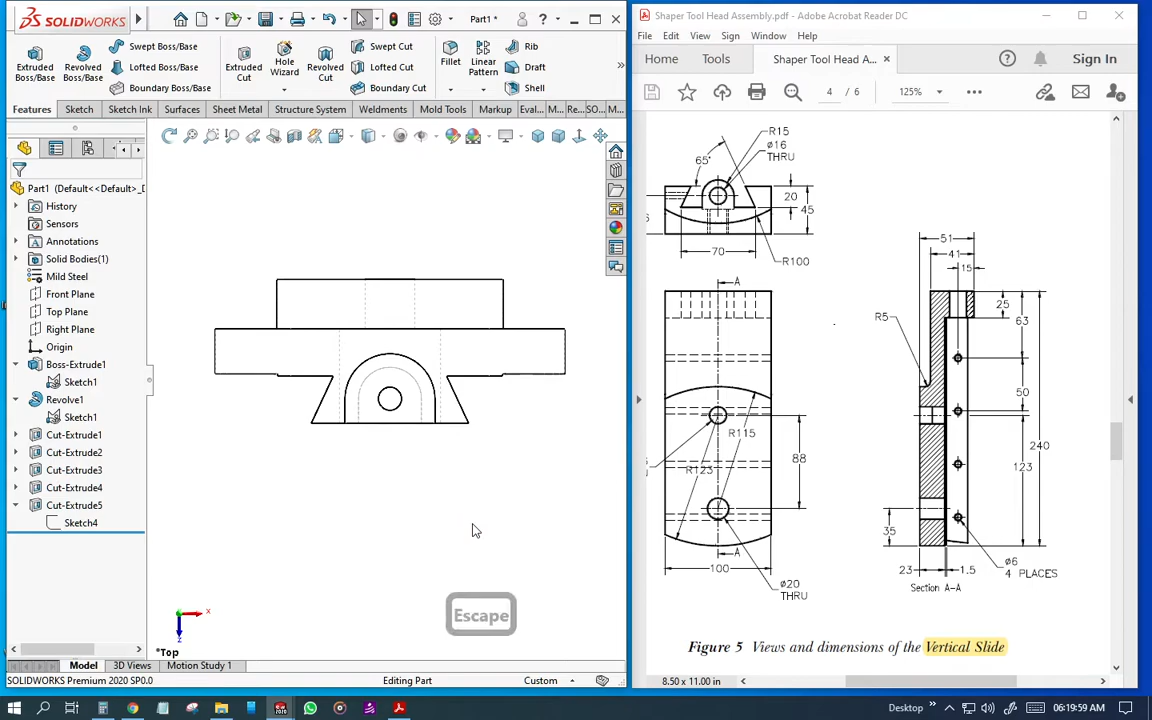 SOLIDWORKS
Part1 *
?
Extruded Boss/Base
Revolved Boss/Base
Swept Boss/Base
Lofted Boss/Base
Boundary Boss/Base
Extruded Cut
Hole Wizard
Revolved Cut
Swept Cut
Lofted Cut
Boundary Cut
Fillet
Linear Pattern
Rib
Draft
Shell
»
Features
Sketch
Sketch Ink
Surfaces
Sheet Metal
Structure System
Weldments
Mold Tools
Markup
Eval...
M...
Re...
SO...
M...
Part1 (Default<<Default>_D
History
Sensors
Annotations
Solid Bodies(1)
Mild Steel
Front Plane
Top Plane
Right Plane
Origin
Boss-Extrude1
Sketch1
Revolve1
Sketch1
Cut-Extrude1
Cut-Extrude2
Cut-Extrude3
Cut-Extrude4
Cut-Extrude5
Sketch4
Escape
x
z
*Top
Model
3D Views
Motion Study 1
SOLIDWORKS Premium 2020 SP0.0
Editing Part
Custom
Shaper Tool Head Assembly.pdf - Adobe Acrobat Reader DC
File
Edit
View
Sign
Window
Help
Home
Tools
Shaper Tool Head A...
Sign In
4 / 6
125%
R15
ø16
THRU
65°
20
45
6
70
R100
A
R115
R123
88
A
100
ø20
THRU
51
41
15
25
63
R5
50
240
123
35
23
1.5
ø6
4 PLACES
Section A-A
Figure 5 Views and dimensions of the Vertical Slide
8.50 x 11.00 in
Desktop »
06:19:59 AM